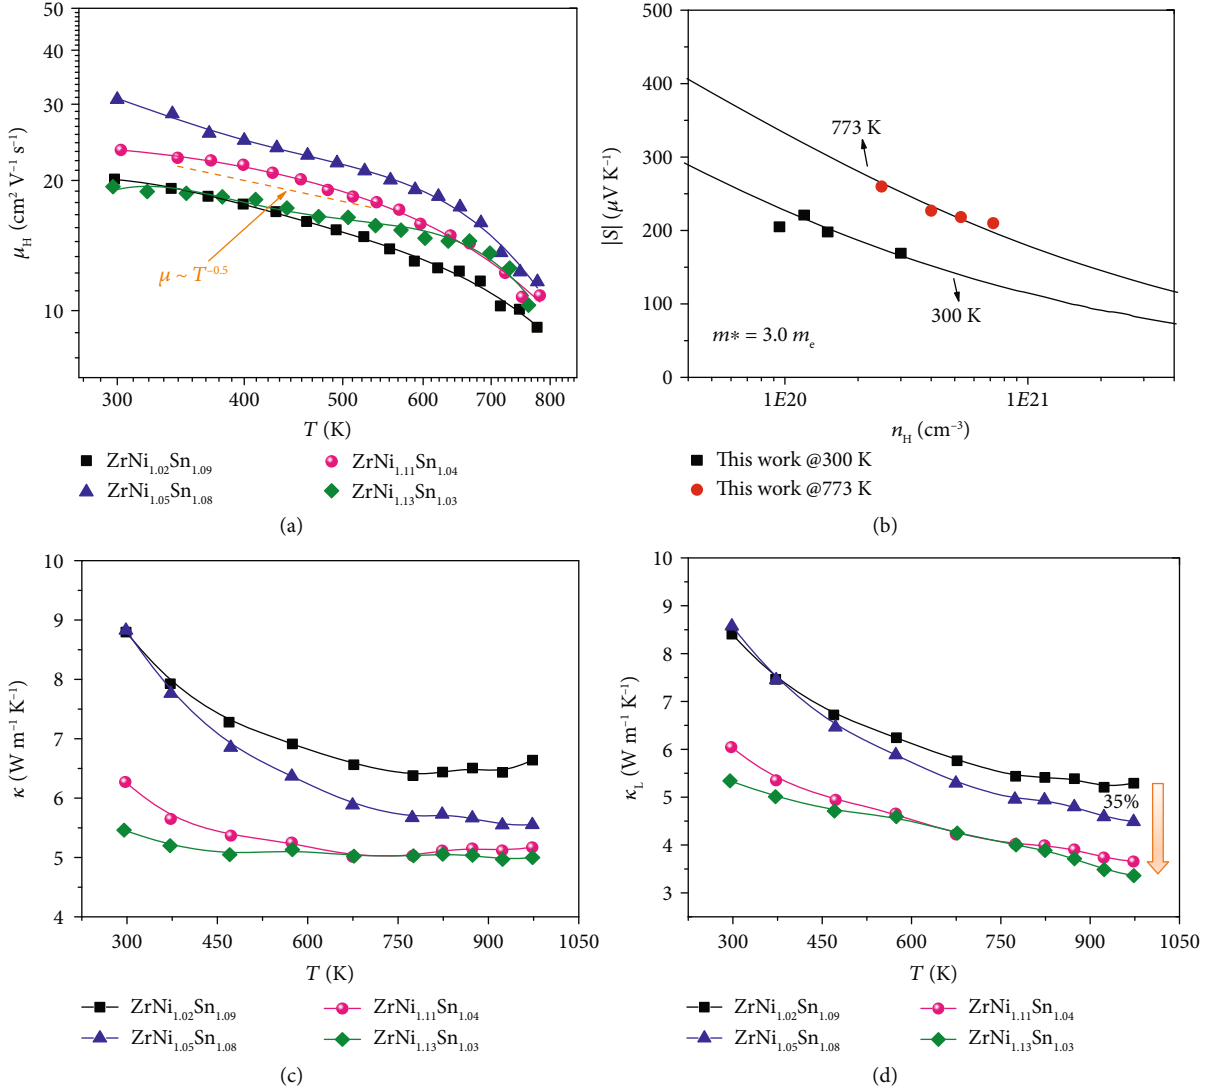 50
40
30
20
10
μ_H (cm² V⁻¹ s⁻¹)
μ ~ T⁻⁰·⁵
300 400 500 600 700 800
T (K)
ZrNi₁.₀₂Sn₁.₀₉
ZrNi₁.₁₁Sn₁.₀₄
ZrNi₁.₀₅Sn₁.₀₈
ZrNi₁.₁₃Sn₁.₀₃
(a)
500
400
300
200
100
0
|S| (μV K⁻¹)
773 K
300 K
m* = 3.0 mₑ
1E20 1E21
n_H (cm⁻³)
This work @300 K
This work @773 K
(b)
10
9
8
7
6
5
4
κ (W m⁻¹ K⁻¹)
300 450 600 750 900 1050
T (K)
ZrNi₁.₀₂Sn₁.₀₉
ZrNi₁.₁₁Sn₁.₀₄
ZrNi₁.₀₅Sn₁.₀₈
ZrNi₁.₁₃Sn₁.₀₃
(c)
10
9
8
7
6
5
4
3
κ_L (W m⁻¹ K⁻¹)
35%
300 450 600 750 900 1050
T (K)
ZrNi₁.₀₂Sn₁.₀₉
ZrNi₁.₁₁Sn₁.₀₄
ZrNi₁.₀₅Sn₁.₀₈
ZrNi₁.₁₃Sn₁.₀₃
(d)